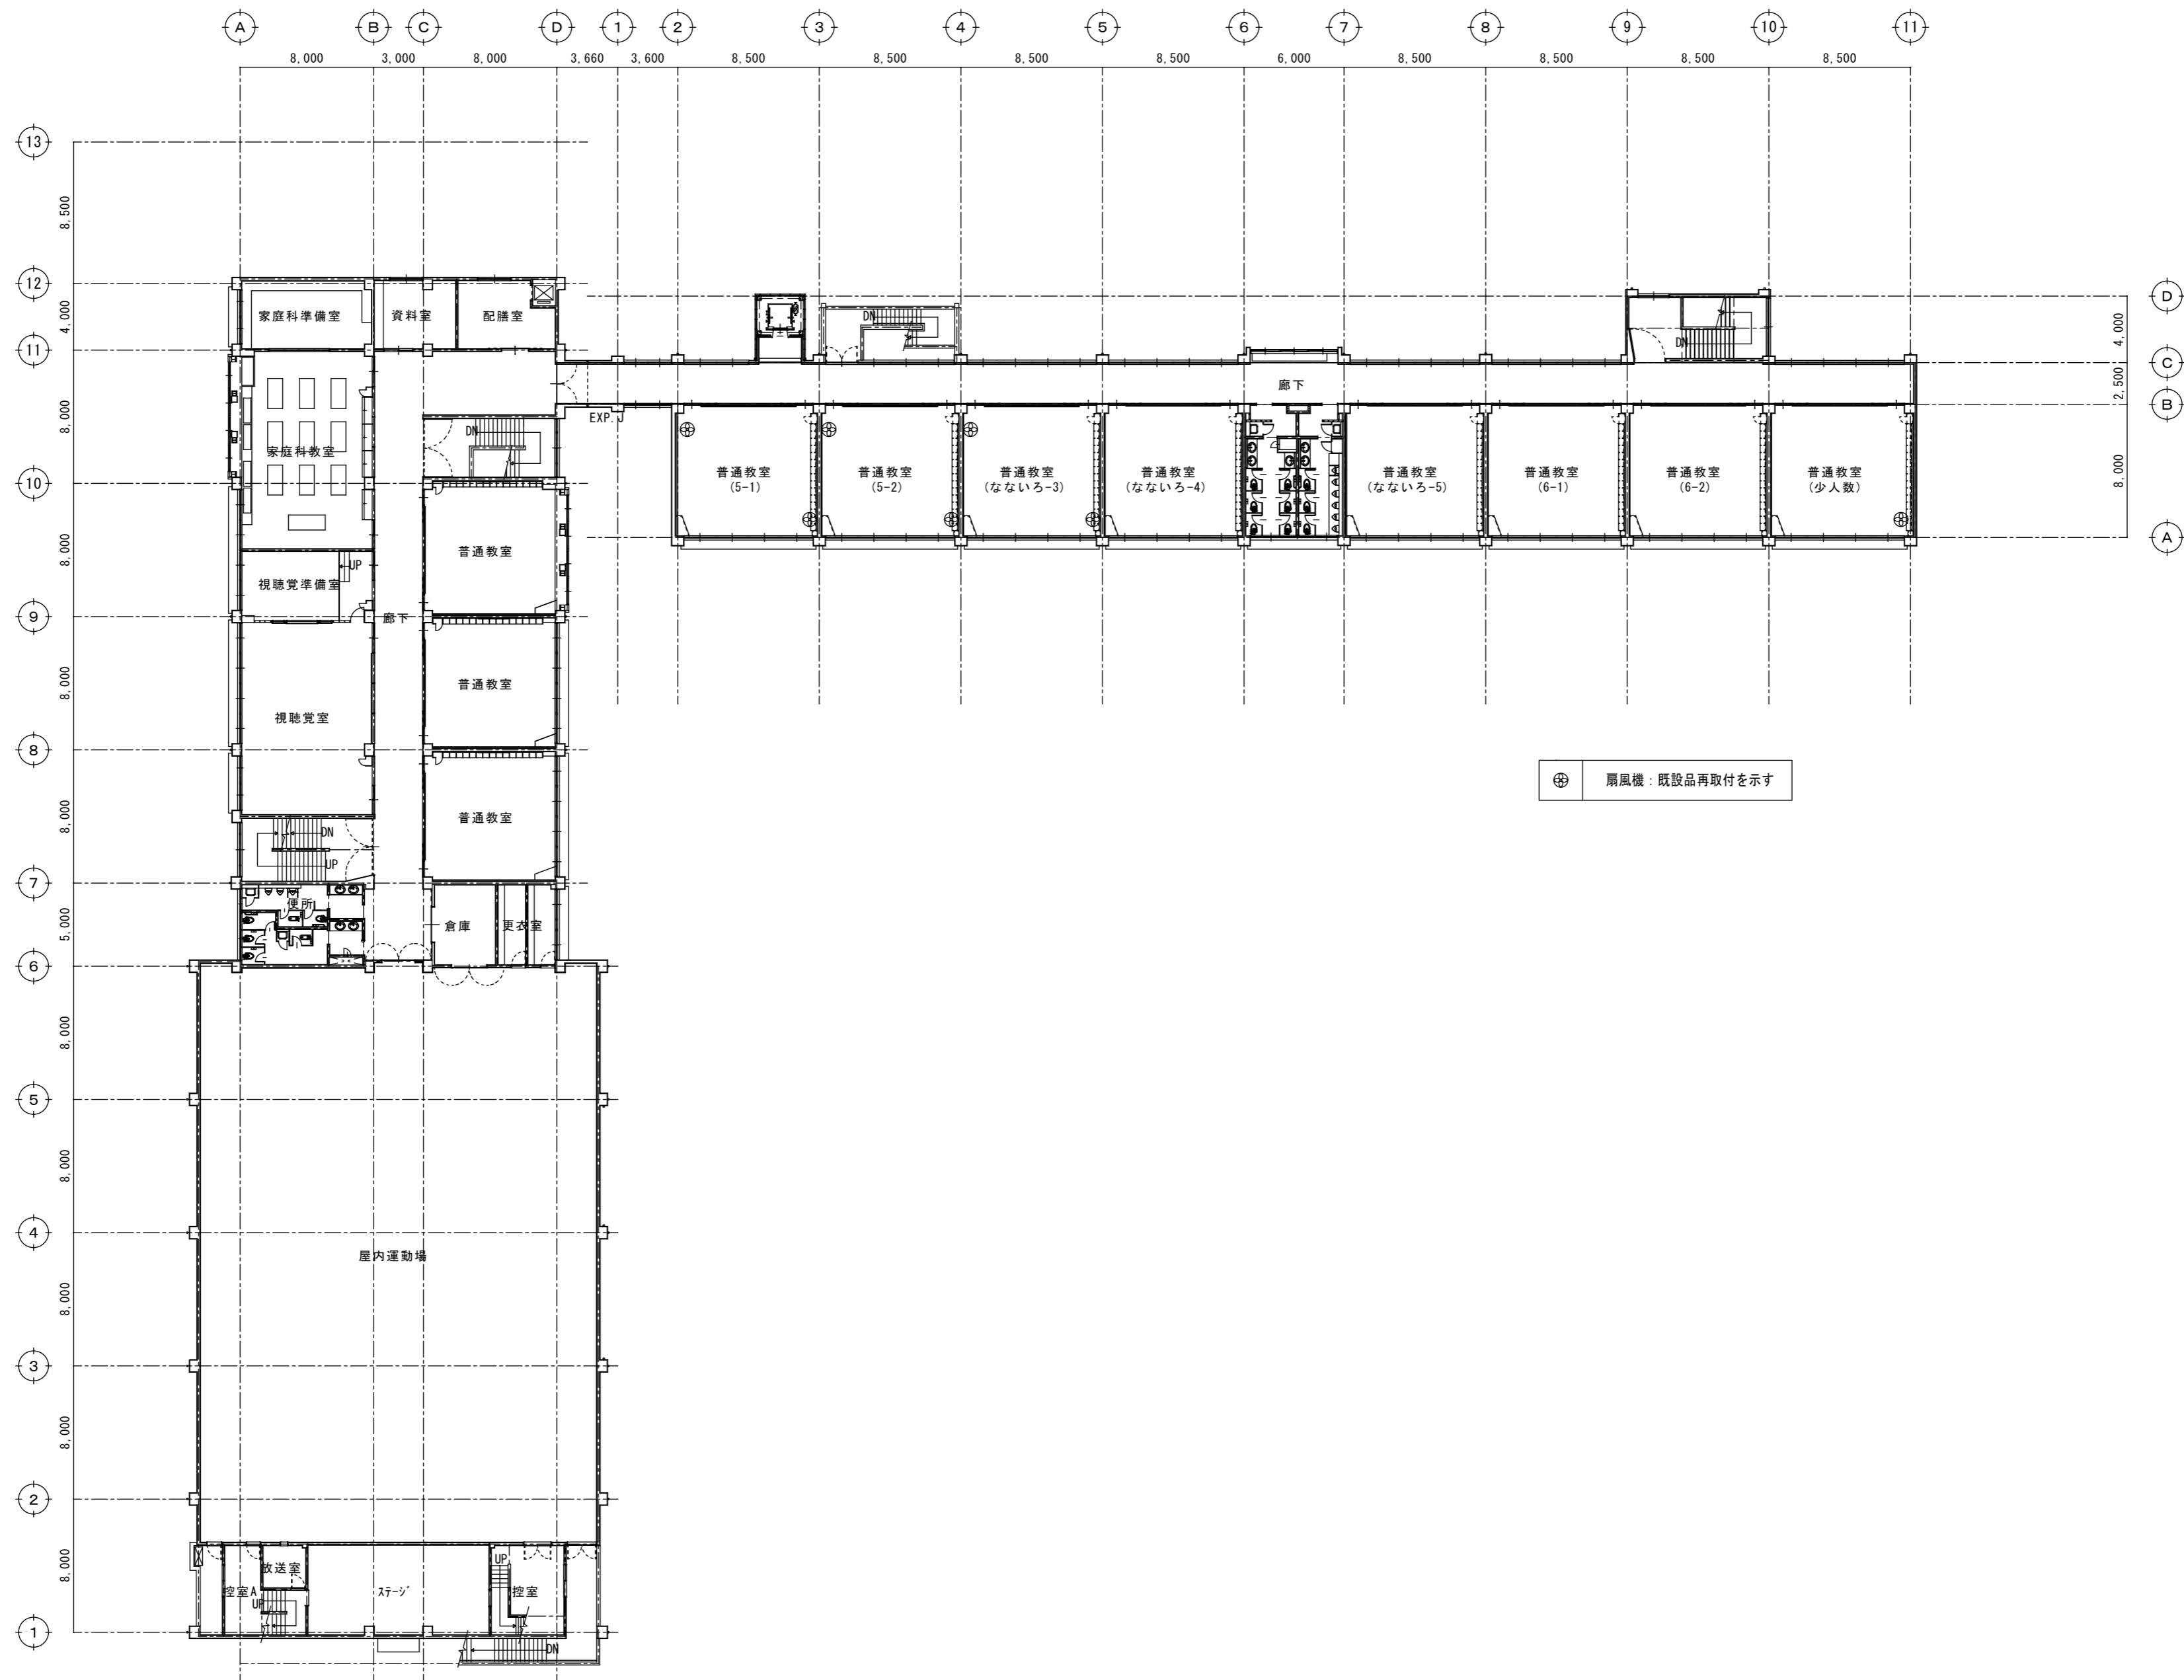 A B C D 1 2 3 4 5 6 7 8 9 10 11
8,000 3,000 8,000 3,660 3,600 8,500 8,500 8,500 8,500 6,000 8,500 8,500 8,500 8,500
13
8,500
12
4,000
11
8,000
10
8,000
9
8,000
8
8,000
7
5,000
6
8,000
5
8,000
4
8,000
3
8,000
2
8,000
1
D
4,000
C
2,500
B
8,000
A
家庭科準備室
資料室
配膳室
DN
DN
廊下
EXP.J
DN
家庭科教室
普通教室
(5-1)
普通教室
(5-2)
普通教室
(なないろ-3)
普通教室
(なないろ-4)
普通教室
(なないろ-5)
普通教室
(6-1)
普通教室
(6-2)
普通教室
(少人数)
普通教室
UP
視聴覚準備室
廊下
普通教室
視聴覚室
扇風機：既設品再取付を示す
普通教室
DN
UP
便所
倉庫
更衣室
屋内運動場
放送室
UP
控室A
UP
ｽﾃｰｼﾞ
控室
DN